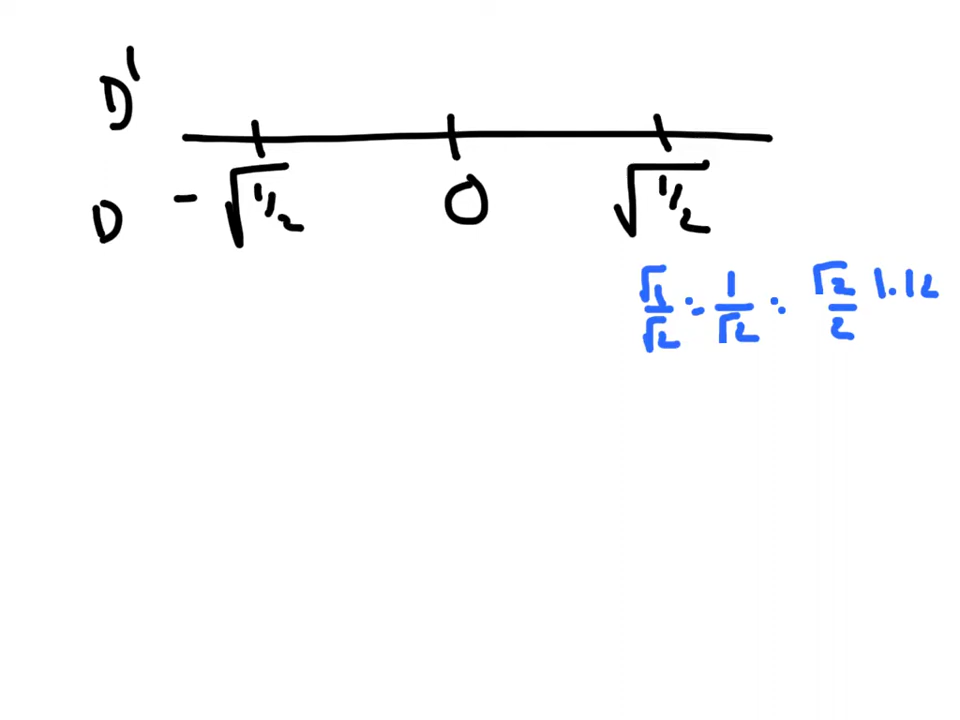 D'
D -√1/2 0 √1/2
√1/√2 = 1/√2 = √2/2 1.12